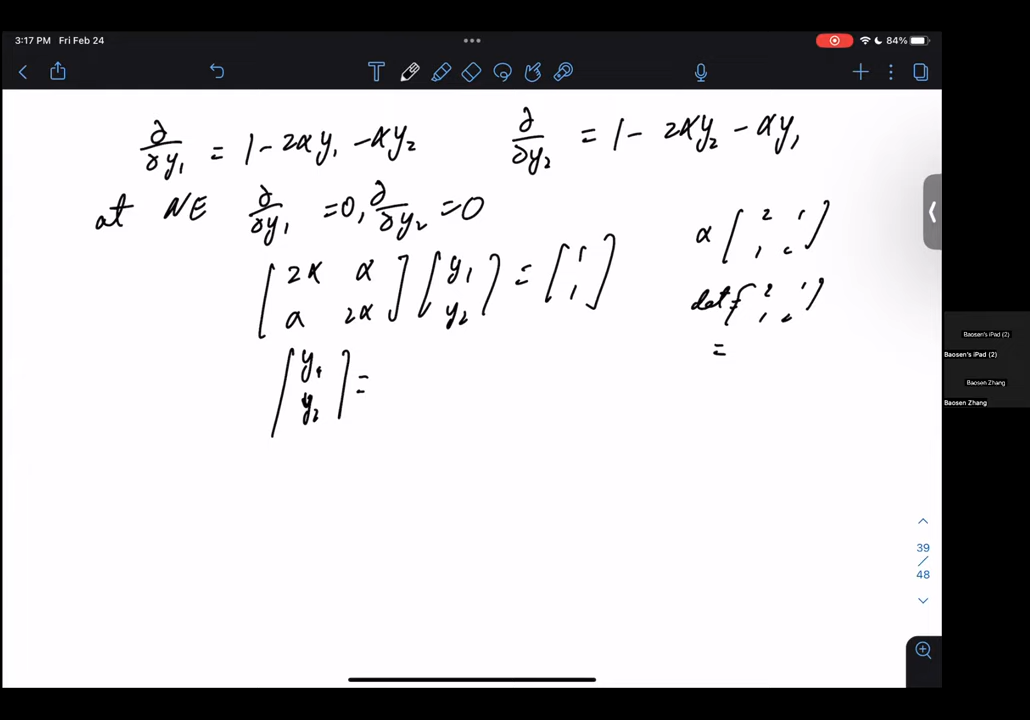 3:17 PM Fri Feb 24
84%
∂/∂y₁ = 1 - 2αy₁ - αy₂
∂/∂y₂ = 1 - 2αy₂ - αy₁
at NE ∂/∂y₁ = 0, ∂/∂y₂ = 0
[2α α; α 2α] [y₁; y₂] = [1; 1]
α [2 1; 1 2]
det = [2 1; 1 2]
=
[y₁; y₂] =
Baosen's iPad (2)
Baosen's iPad (2)
Baosen Zhang
Baosen Zhang
39
/
48